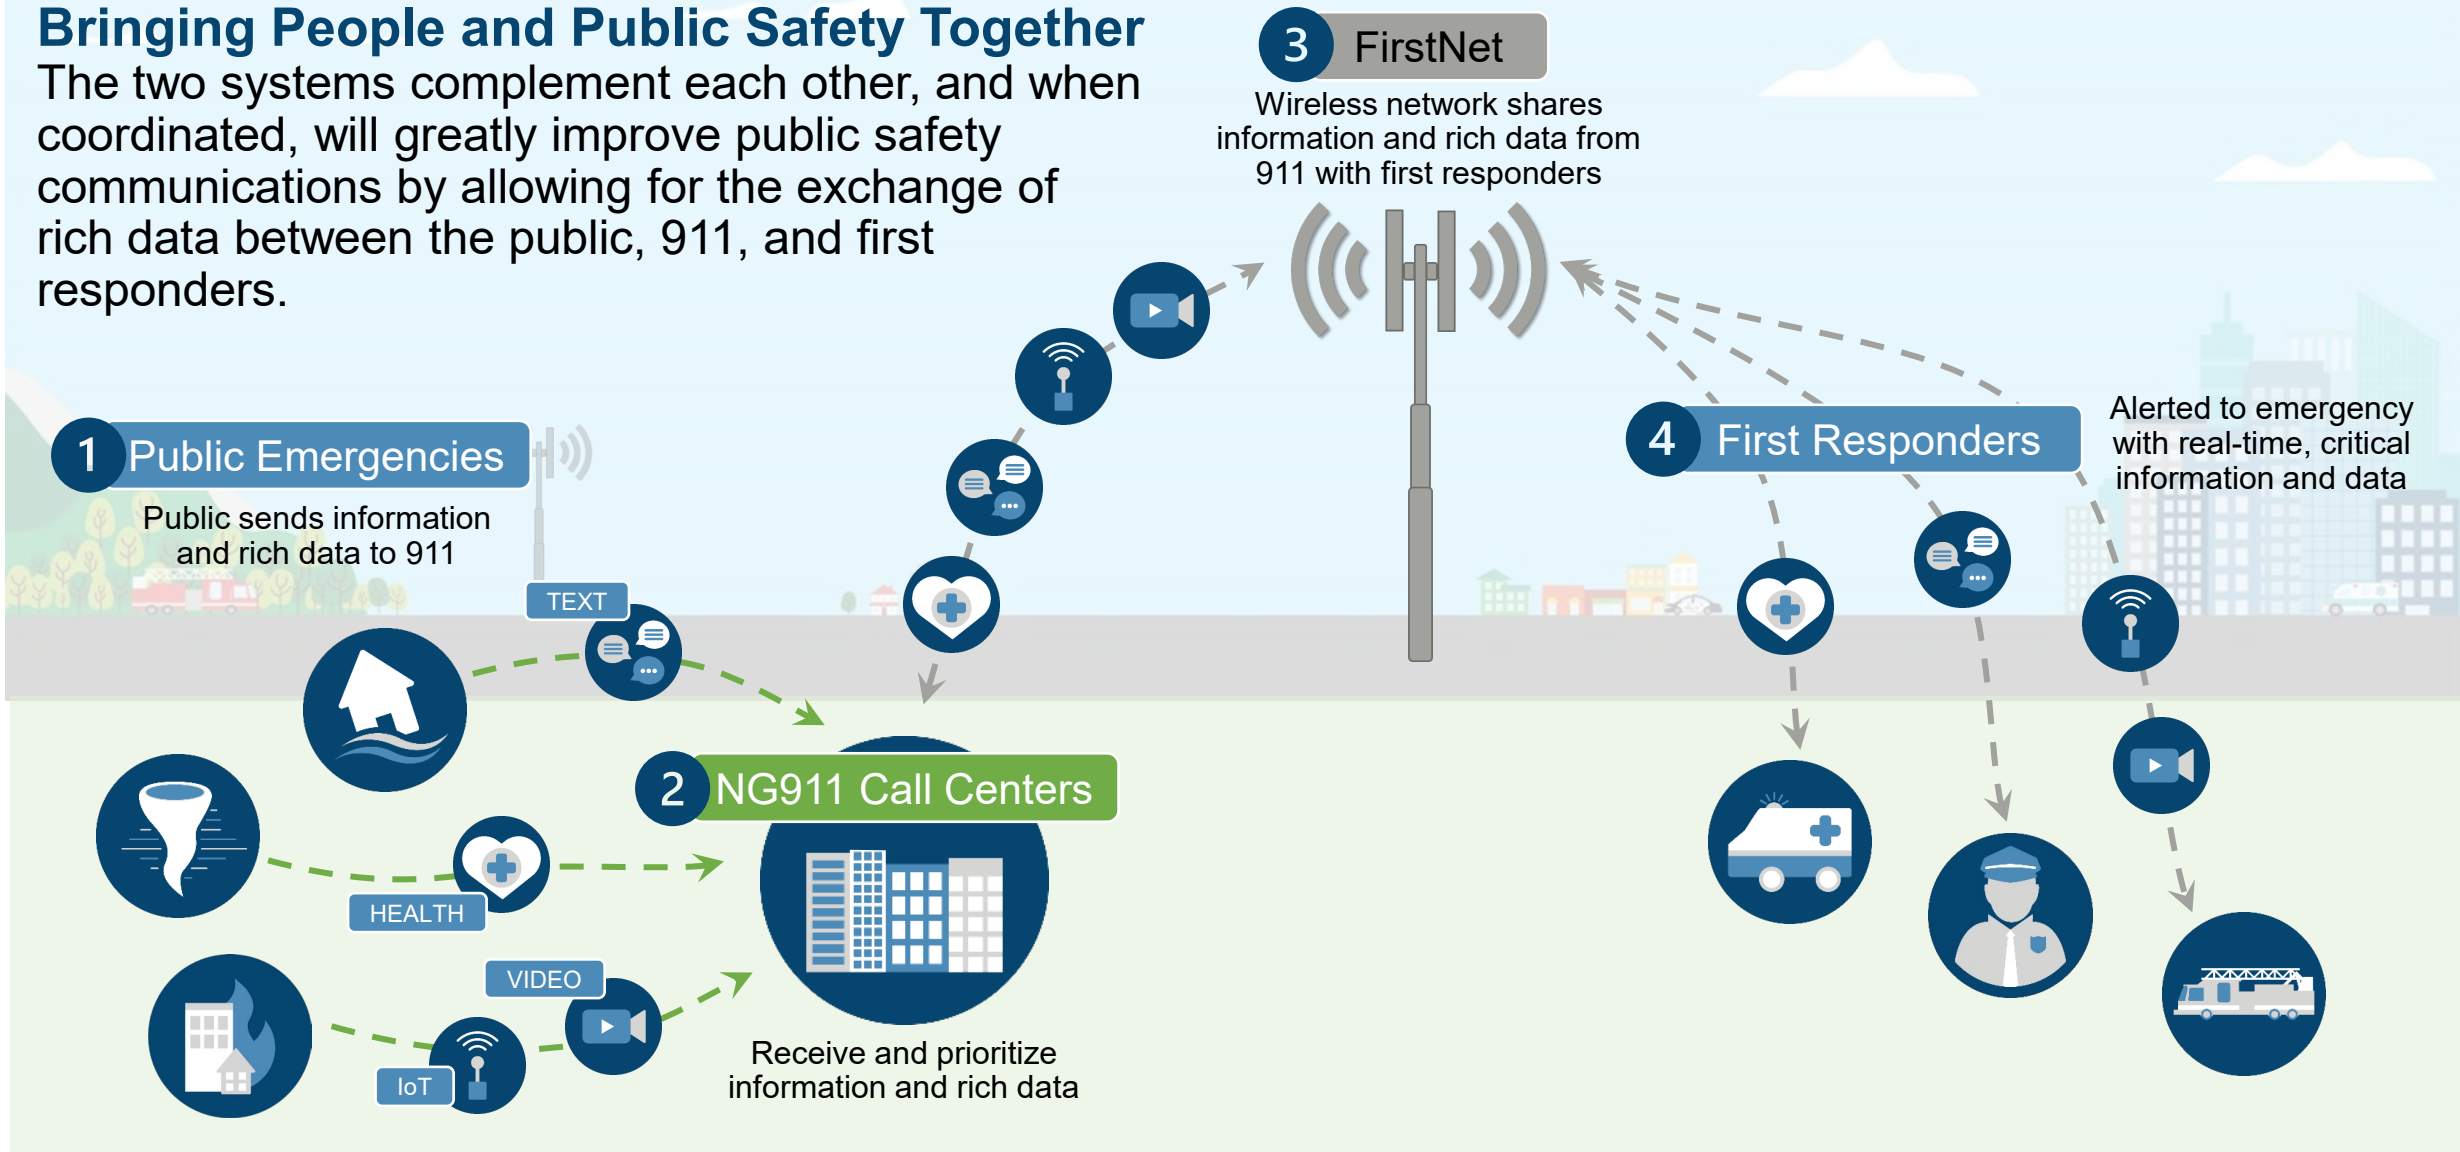 Bringing People and Public Safety Together
The two systems complement each other, and when
coordinated, will greatly improve public safety
communications by allowing for the exchange of
rich data between the public, 911, and first
responders.
1 Public Emergencies
Public sends information
and rich data to 911
TEXT
HEALTH
VIDEO
IoT
2 NG911 Call Centers
Receive and prioritize
information and rich data
3 FirstNet
Wireless network shares
information and rich data from
911 with first responders
4 First Responders
Alerted to emergency
with real-time, critical
information and data